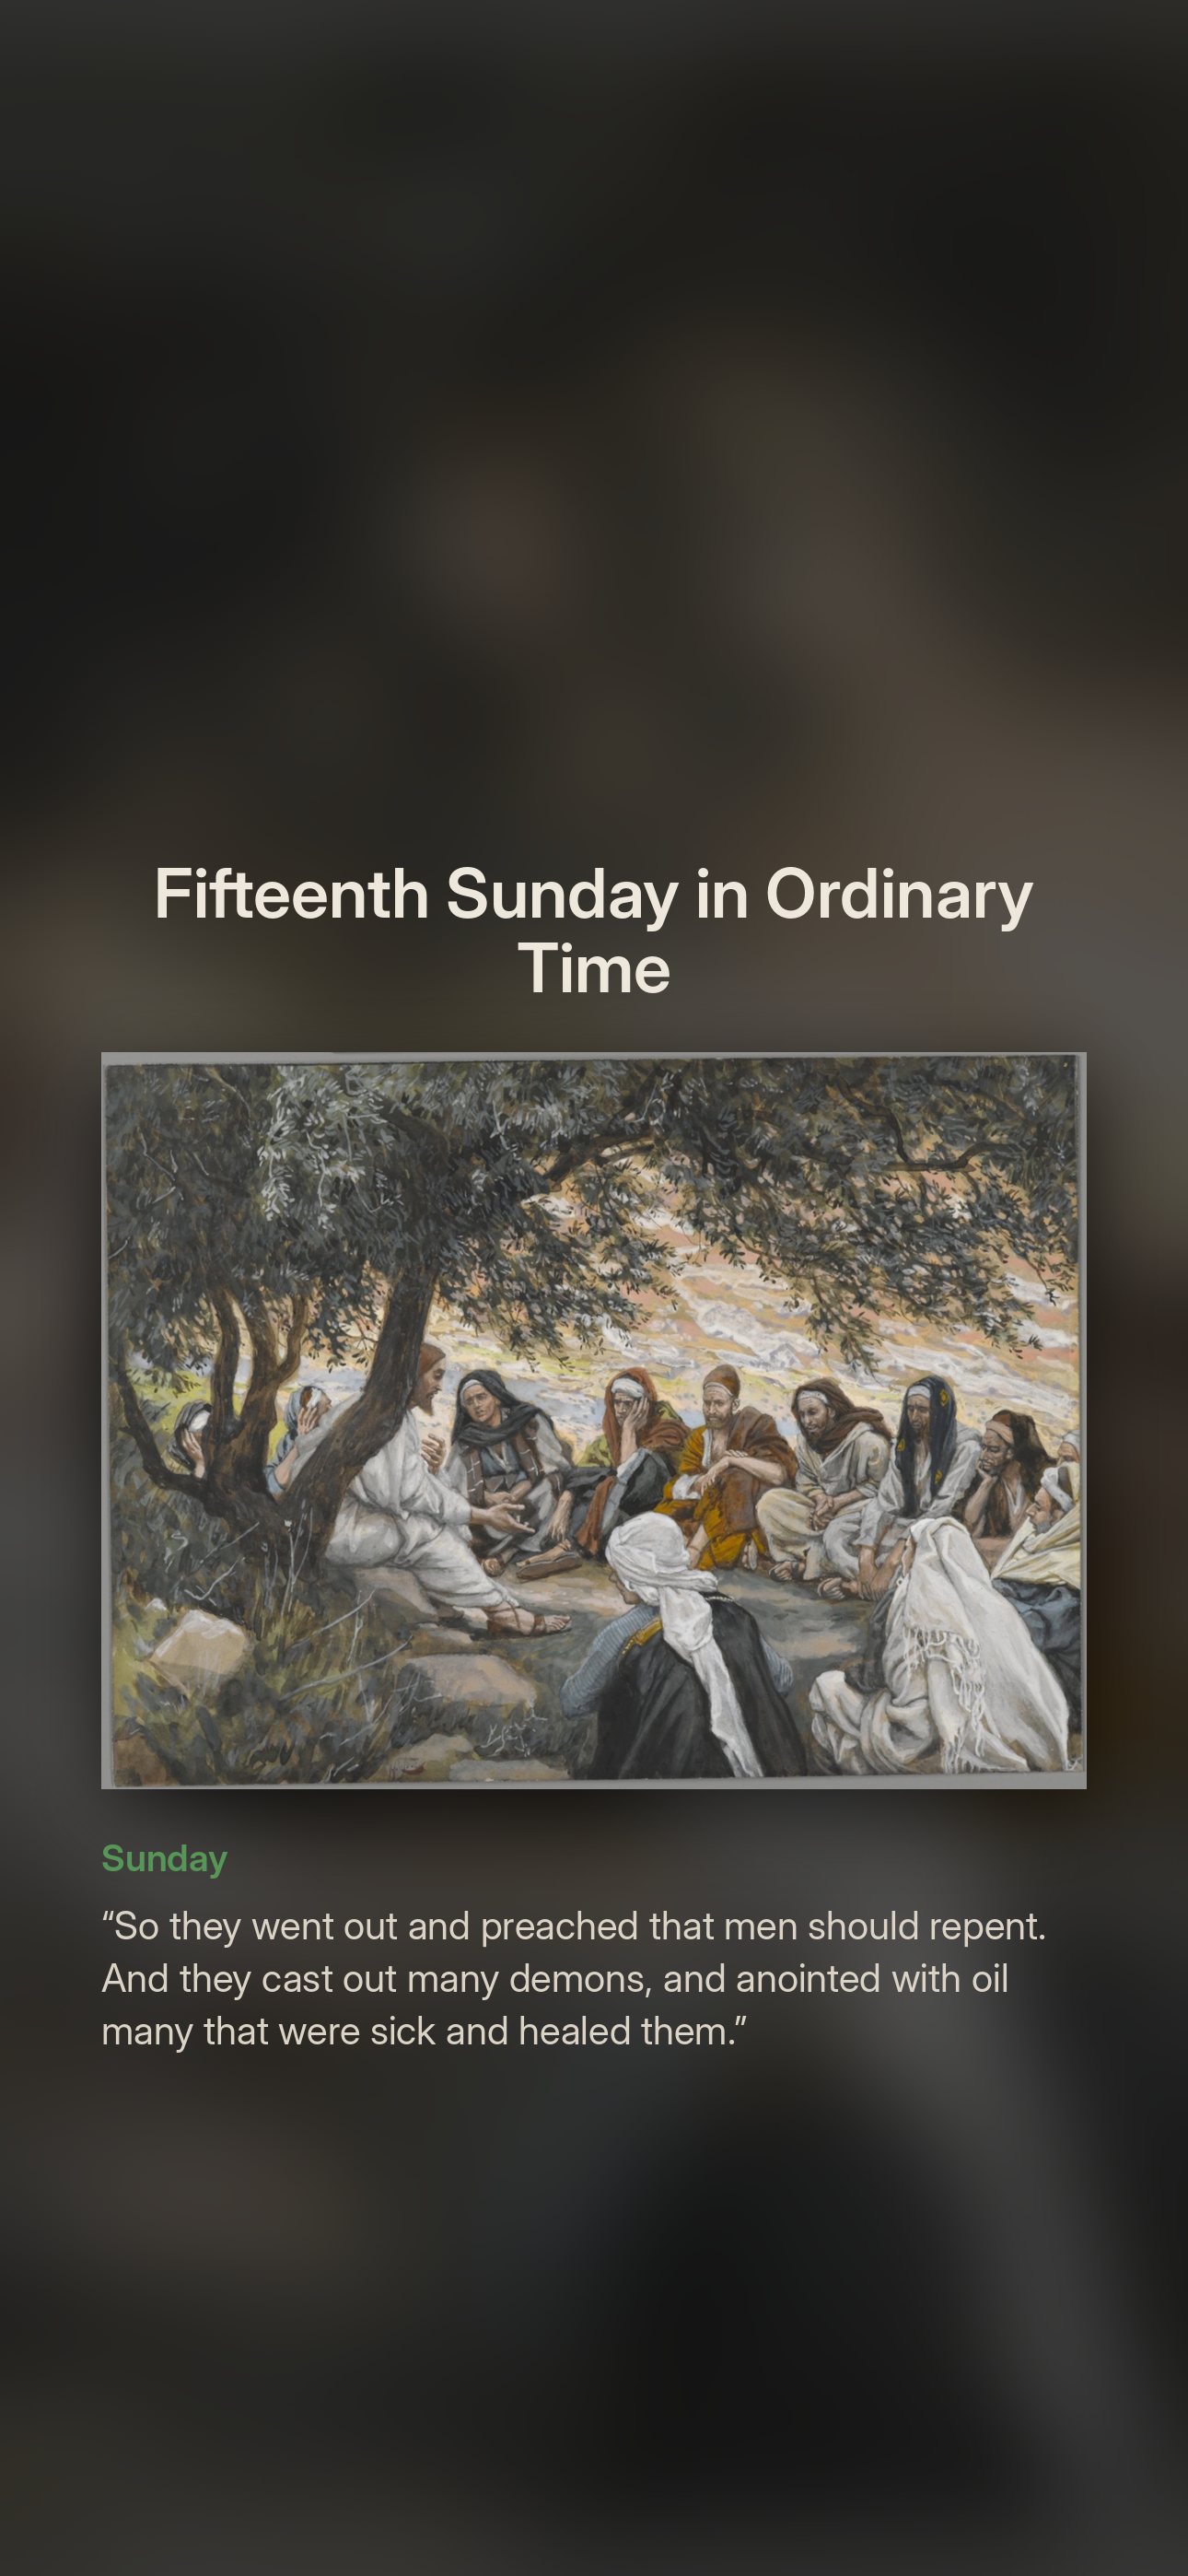 Fifteenth Sunday in Ordinary
Time
Sunday
“So they went out and preached that men should repent.
And they cast out many demons, and anointed with oil
many that were sick and healed them.”